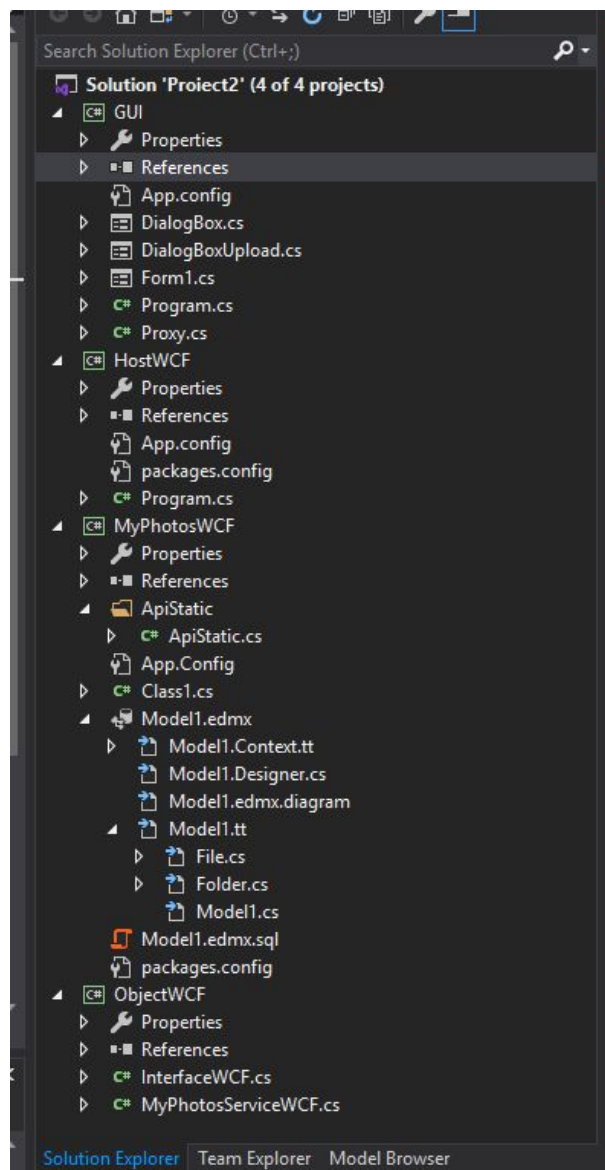 Search Solution Explorer (Ctrl+;)
Solution 'Proiect2' (4 of 4 projects)
C# GUI
Properties
References
App.config
DialogBox.cs
DialogBoxUpload.cs
Form1.cs
C# Program.cs
C# Proxy.cs
C# HostWCF
Properties
References
App.config
packages.config
C# Program.cs
C# MyPhotosWCF
Properties
References
ApiStatic
C# ApiStatic.cs
App.Config
C# Class1.cs
Model1.edmx
Model1.Context.tt
Model1.Designer.cs
Model1.edmx.diagram
Model1.tt
File.cs
Folder.cs
Model1.cs
Model1.edmx.sql
packages.config
C# ObjectWCF
Properties
References
C# InterfaceWCF.cs
C# MyPhotosServiceWCF.cs
Solution Explorer Team Explorer Model Browser